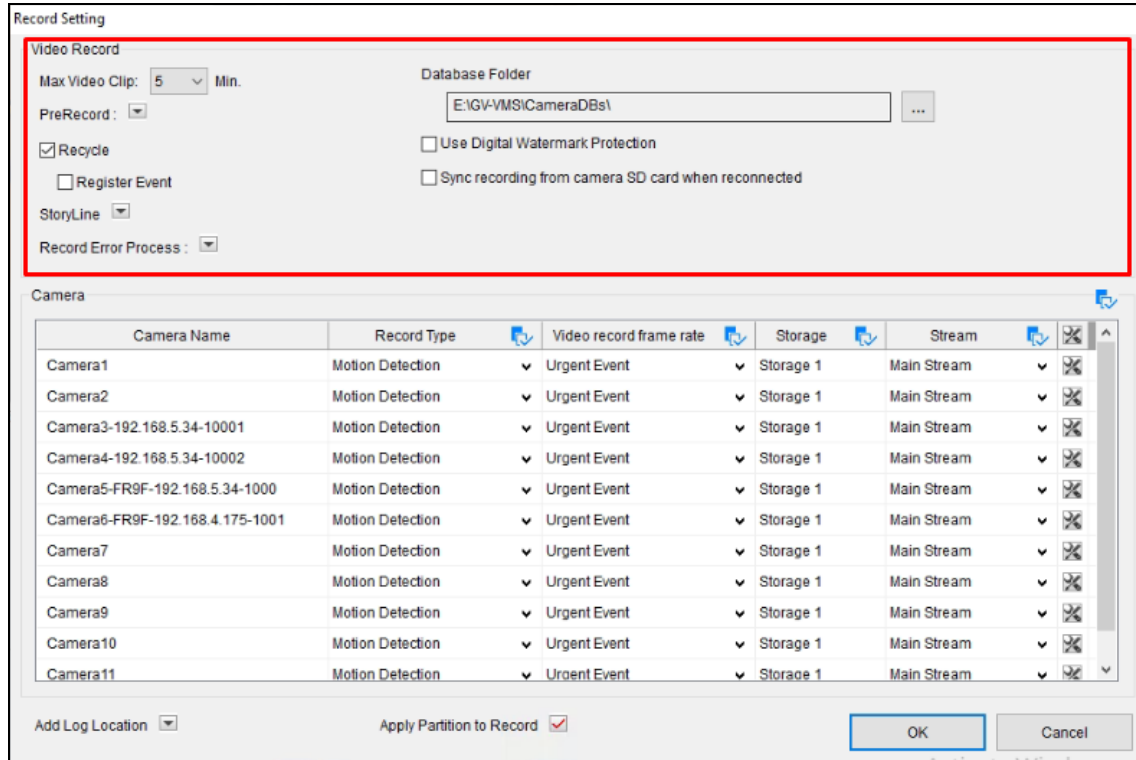 Record Setting
Video Record
Max Video Clip: 5 Min.
PreRecord :
Recycle
Register Event
StoryLine
Record Error Process :
Database Folder
E:\GV-VMS\CameraDBs\
...
Use Digital Watermark Protection
Sync recording from camera SD card when reconnected
Camera
Camera Name Record Type Video record frame rate Storage Stream
Camera1 Motion Detection Urgent Event Storage 1 Main Stream
Camera2 Motion Detection Urgent Event Storage 1 Main Stream
Camera3-192.168.5.34-10001 Motion Detection Urgent Event Storage 1 Main Stream
Camera4-192.168.5.34-10002 Motion Detection Urgent Event Storage 1 Main Stream
Camera5-FR9F-192.168.5.34-1000 Motion Detection Urgent Event Storage 1 Main Stream
Camera6-FR9F-192.168.4.175-1001 Motion Detection Urgent Event Storage 1 Main Stream
Camera7 Motion Detection Urgent Event Storage 1 Main Stream
Camera8 Motion Detection Urgent Event Storage 1 Main Stream
Camera9 Motion Detection Urgent Event Storage 1 Main Stream
Camera10 Motion Detection Urgent Event Storage 1 Main Stream
Camera11 Motion Detection Urgent Event Storage 1 Main Stream
Add Log Location Apply Partition to Record OK Cancel